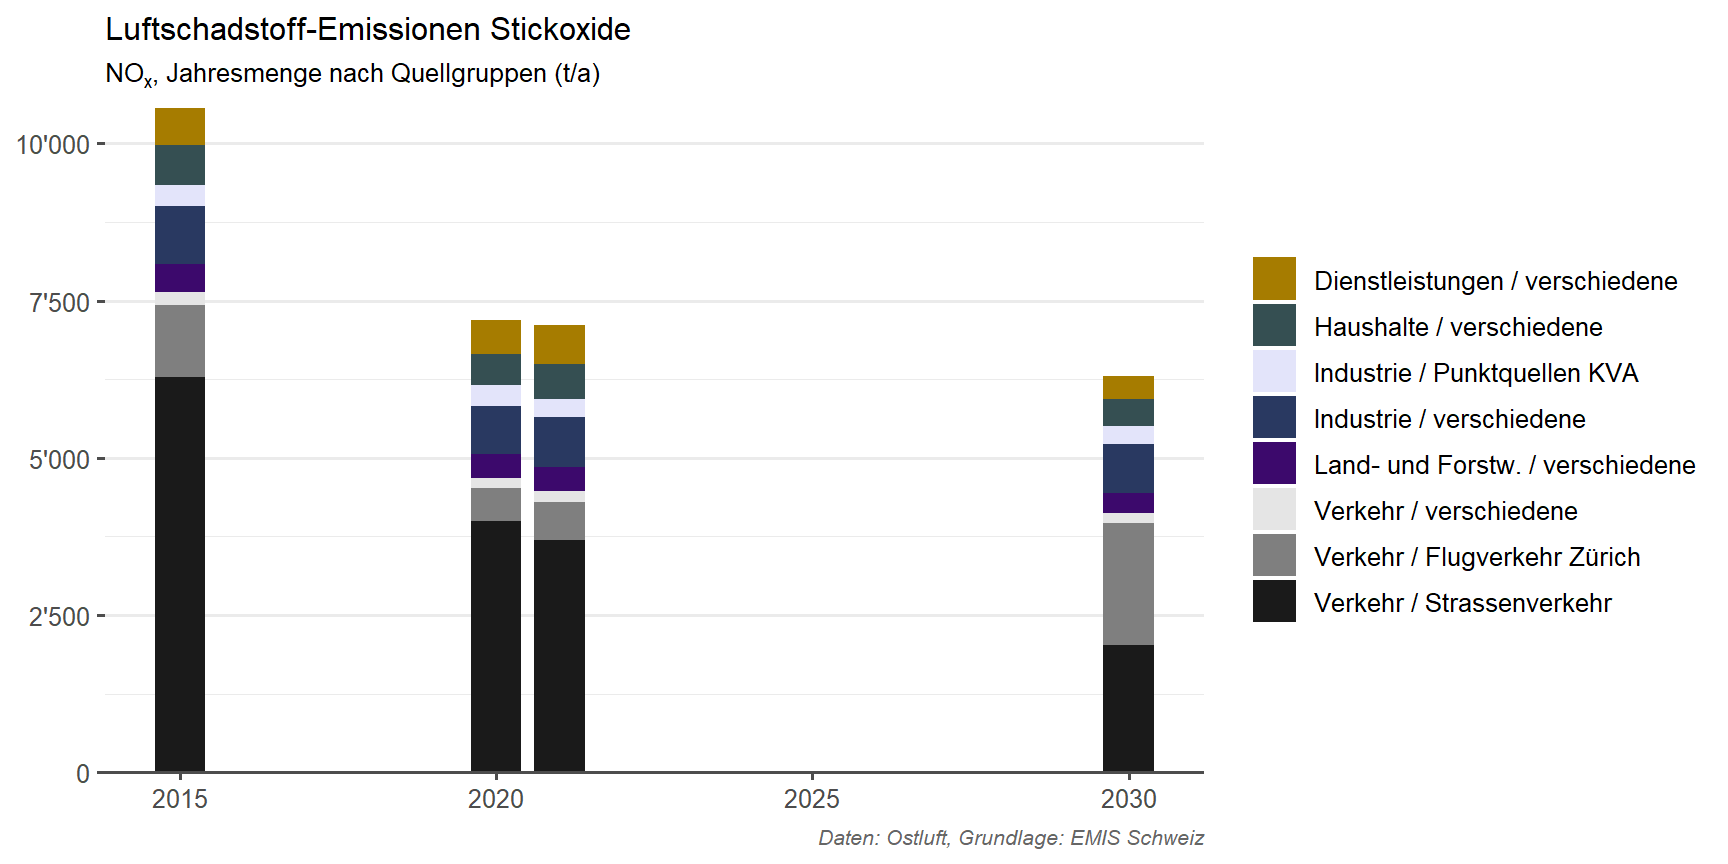 Luftschadstoff-Emissionen Stickoxide
NOx, Jahresmenge nach Quellgruppen (t/a)
10'000
7'500
5'000
2'500
0
2015 2020 2025 2030
Dienstleistungen / verschiedene
Haushalte / verschiedene
Industrie / Punktquellen KVA
Industrie / verschiedene
Land- und Forstw. / verschiedene
Verkehr / verschiedene
Verkehr / Flugverkehr Zürich
Verkehr / Strassenverkehr
Daten: Ostluft, Grundlage: EMIS Schweiz